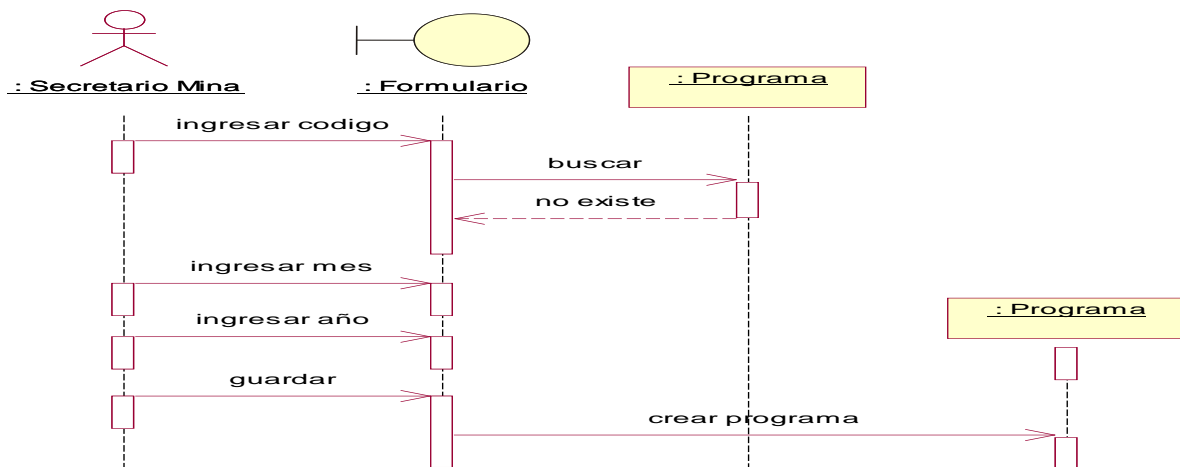 : Secretario Mina
: Formulario
: Programa
ingresar codigo
buscar
no existe
ingresar mes
: Programa
ingresar año
guardar
crear programa